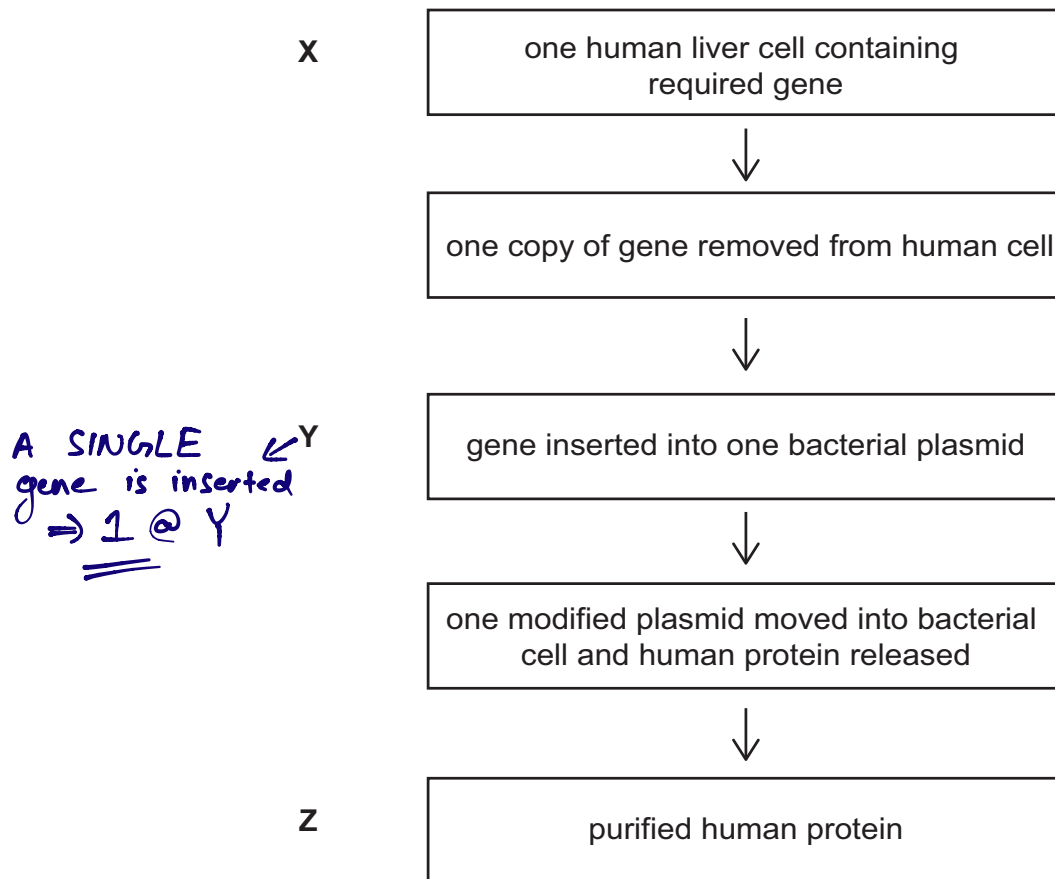 X
one human liver cell containing
required gene
one copy of gene removed from human cell
A SINGLE
gene is inserted
⇒ 1 @ Y
Y
gene inserted into one bacterial plasmid
one modified plasmid moved into bacterial
cell and human protein released
Z
purified human protein